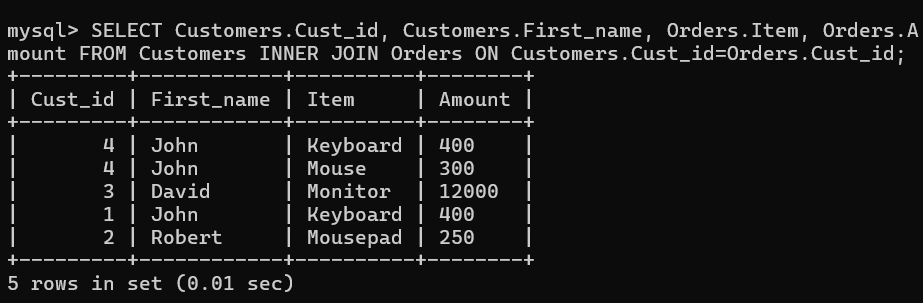 mysql> SELECT Customers.Cust_id, Customers.First_name, Orders.Item, Orders.A
mount FROM Customers INNER JOIN Orders ON Customers.Cust_id=Orders.Cust_id;
+---------+------------+----------+--------+
| Cust_id | First_name | Item     | Amount |
+---------+------------+----------+--------+
|       4 | John       | Keyboard | 400    |
|       4 | John       | Mouse    | 300    |
|       3 | David      | Monitor  | 12000  |
|       1 | John       | Keyboard | 400    |
|       2 | Robert     | Mousepad | 250    |
+---------+------------+----------+--------+
5 rows in set (0.01 sec)